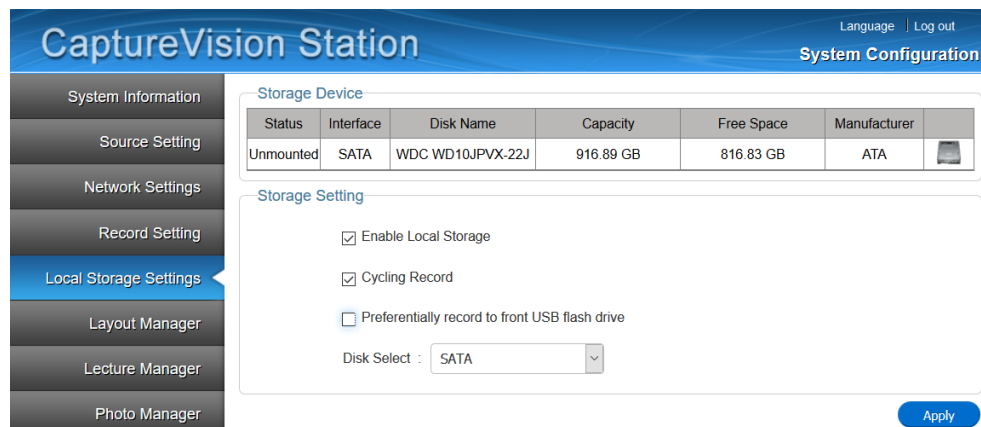 CaptureVision Station
Language | Log out
System Configuration
System Information
Source Setting
Network Settings
Record Setting
Local Storage Settings
Layout Manager
Lecture Manager
Photo Manager
Storage Device
Status Interface Disk Name Capacity Free Space Manufacturer
Unmounted SATA WDC WD10JPVX-22J 916.89 GB 816.83 GB ATA
Storage Setting
Enable Local Storage
Cycling Record
Preferentially record to front USB flash drive
Disk Select : SATA
Apply